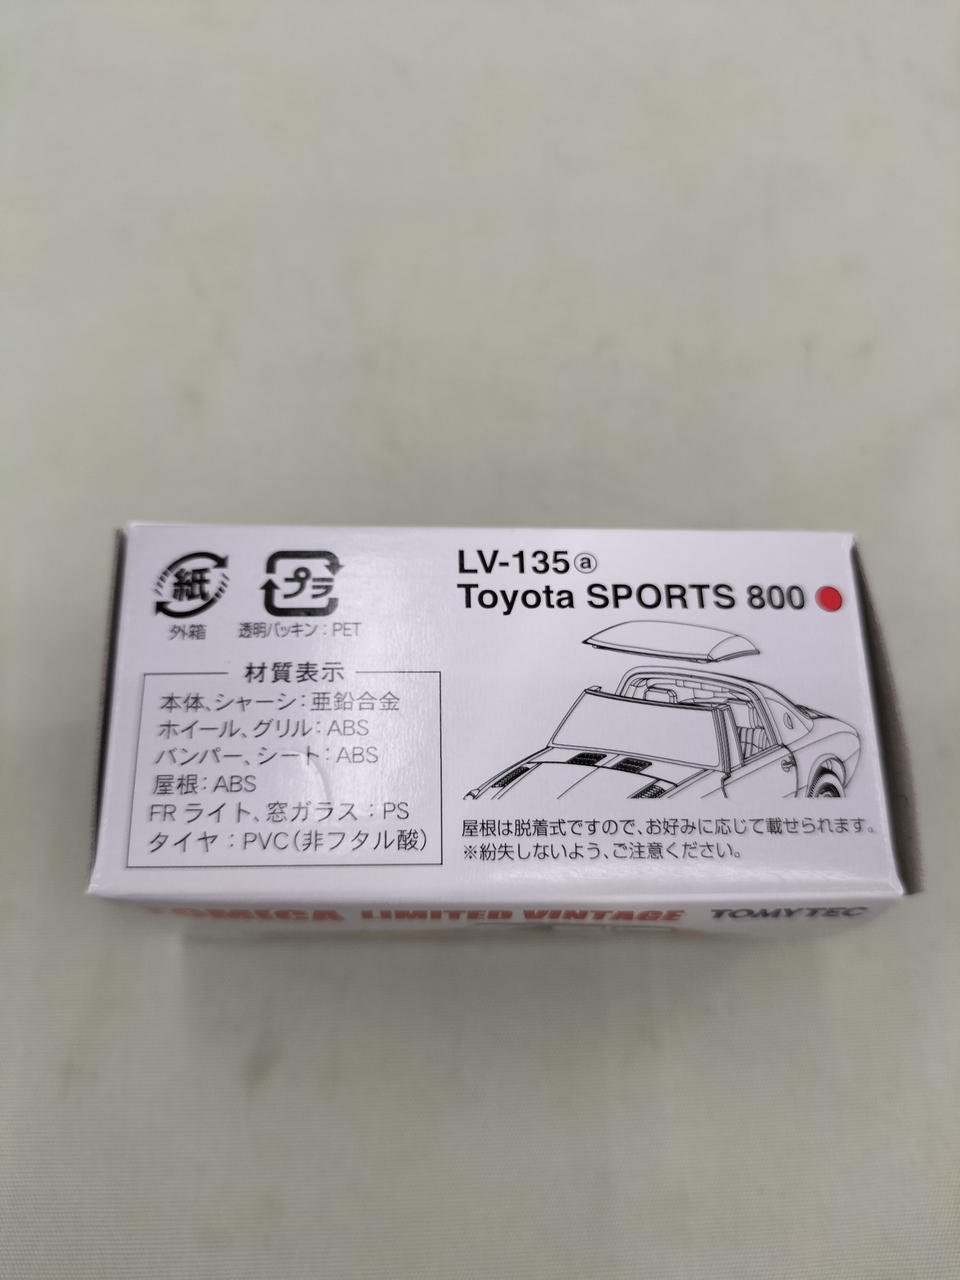 紙
外箱
プラ
透明パッキン：PET
材質表示
本体、シャーシ：亜鉛合金
ホイール、グリル：ABS
バンパー、シート：ABS
屋根：ABS
FRライト、窓ガラス：PS
タイヤ：PVC（非フタル酸）
LV-135ⓐ
Toyota SPORTS 800
屋根は脱着式ですので、お好みに応じて載せられます。
※紛失しないよう、ご注意ください。
TOMICA LIMITED VINTAGE TOMYTEC